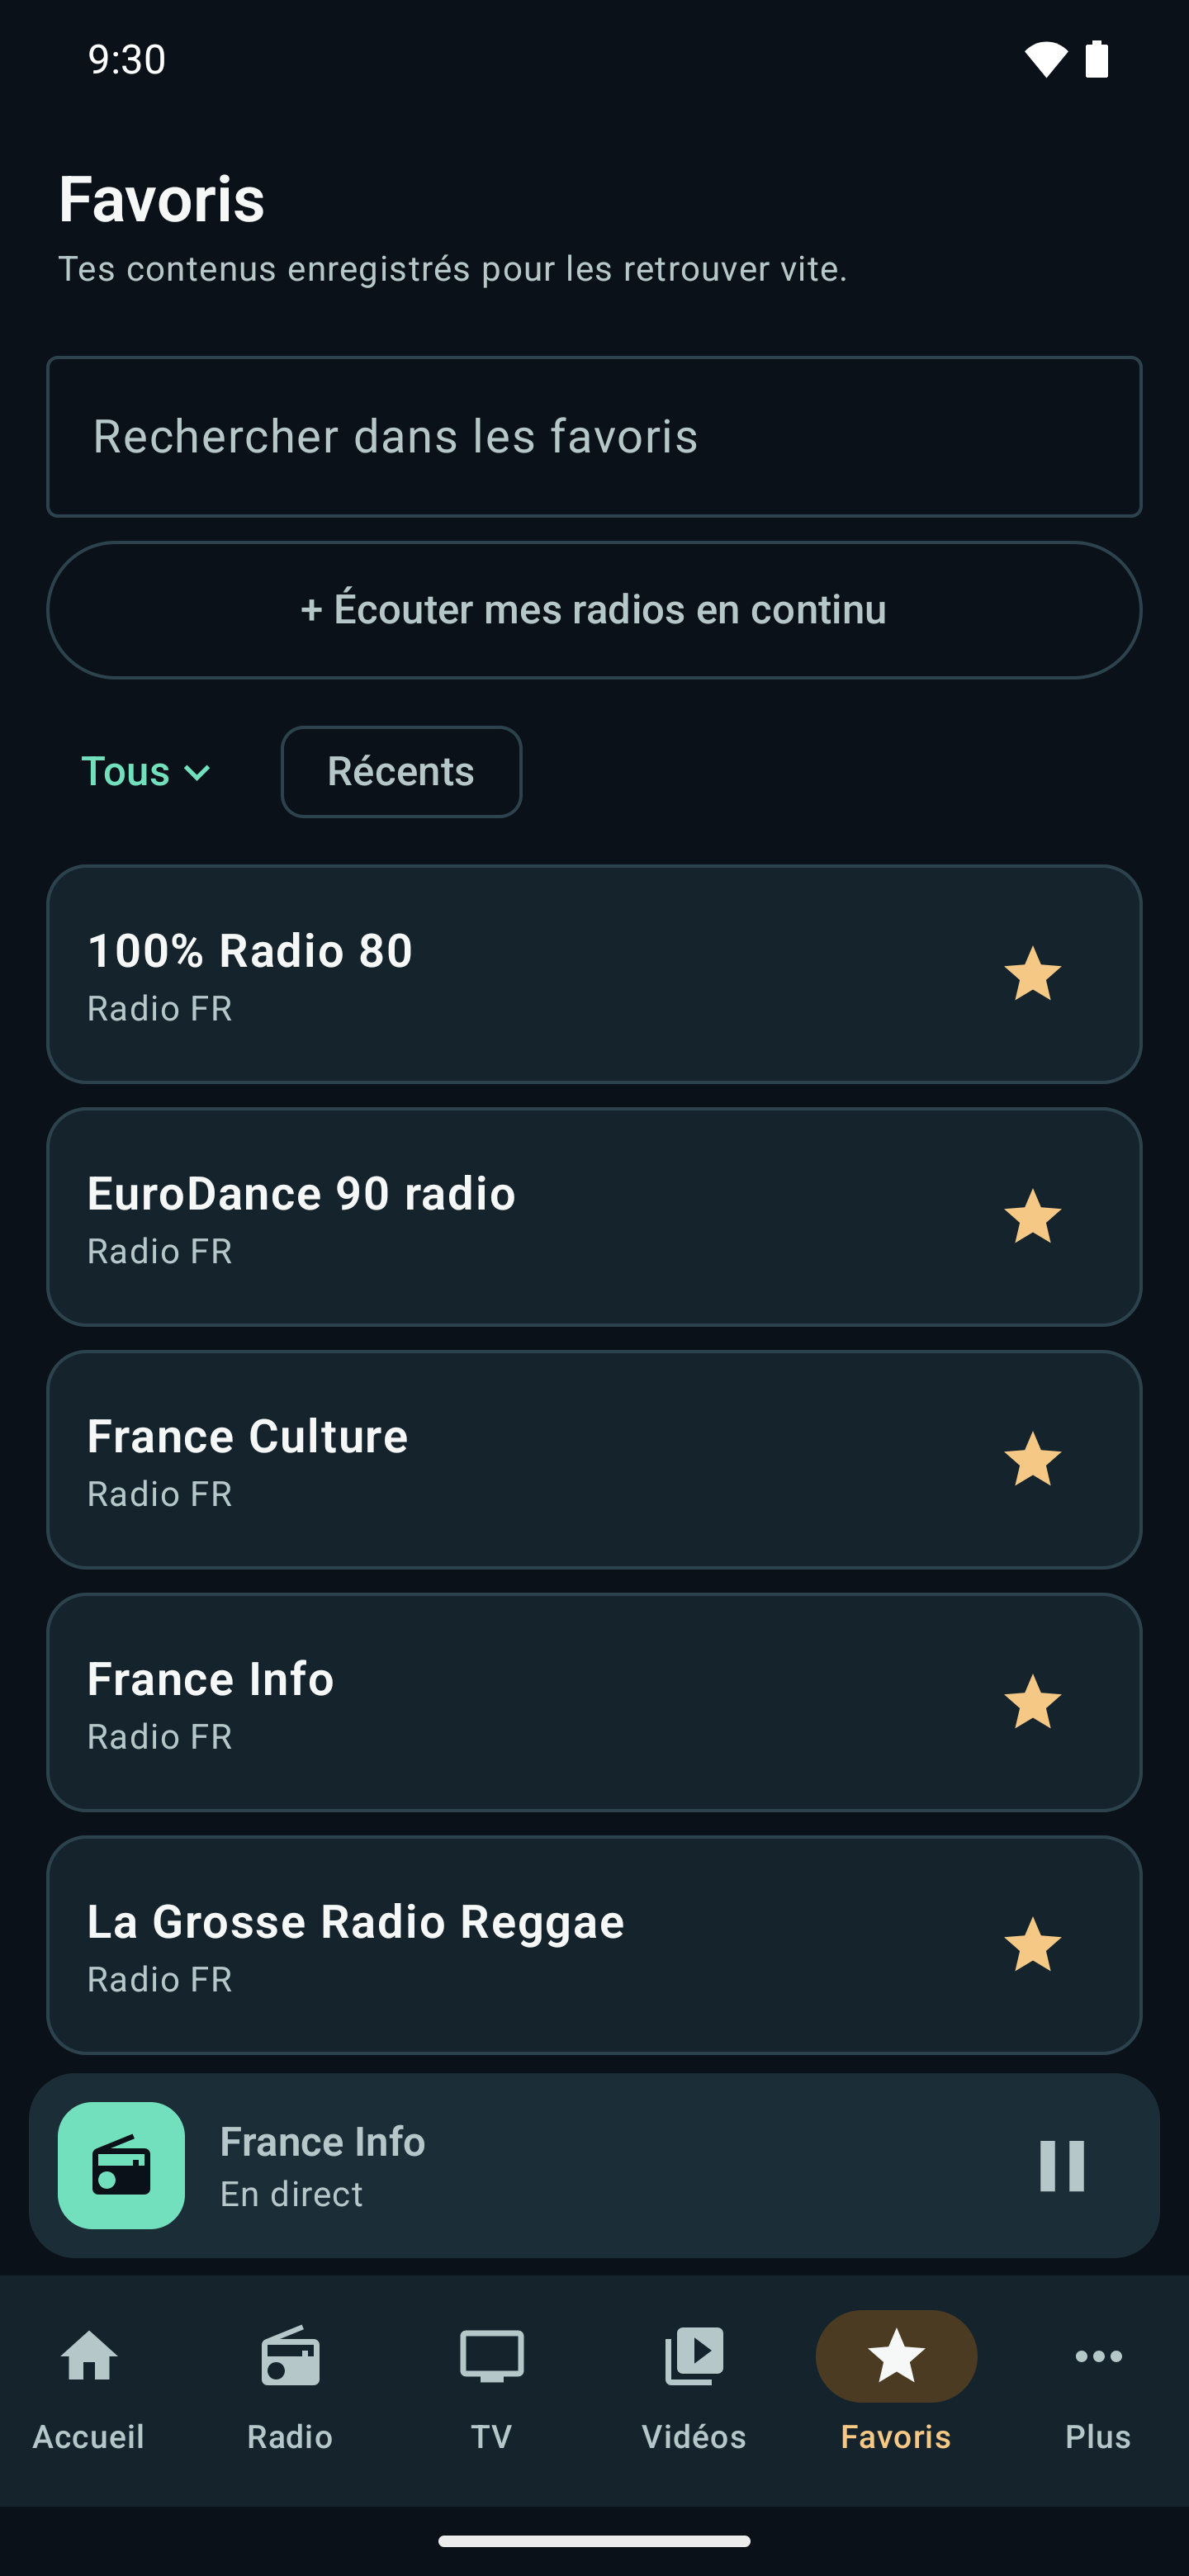 9:30
Favoris
Tes contenus enregistrés pour les retrouver vite.
Rechercher dans les favoris
+ Écouter mes radios en continu
Tous
Récents
100% Radio 80
Radio FR
EuroDance 90 radio
Radio FR
France Culture
Radio FR
France Info
Radio FR
La Grosse Radio Reggae
Radio FR
France Info
En direct
Accueil
Radio
TV
Vidéos
Favoris
Plus